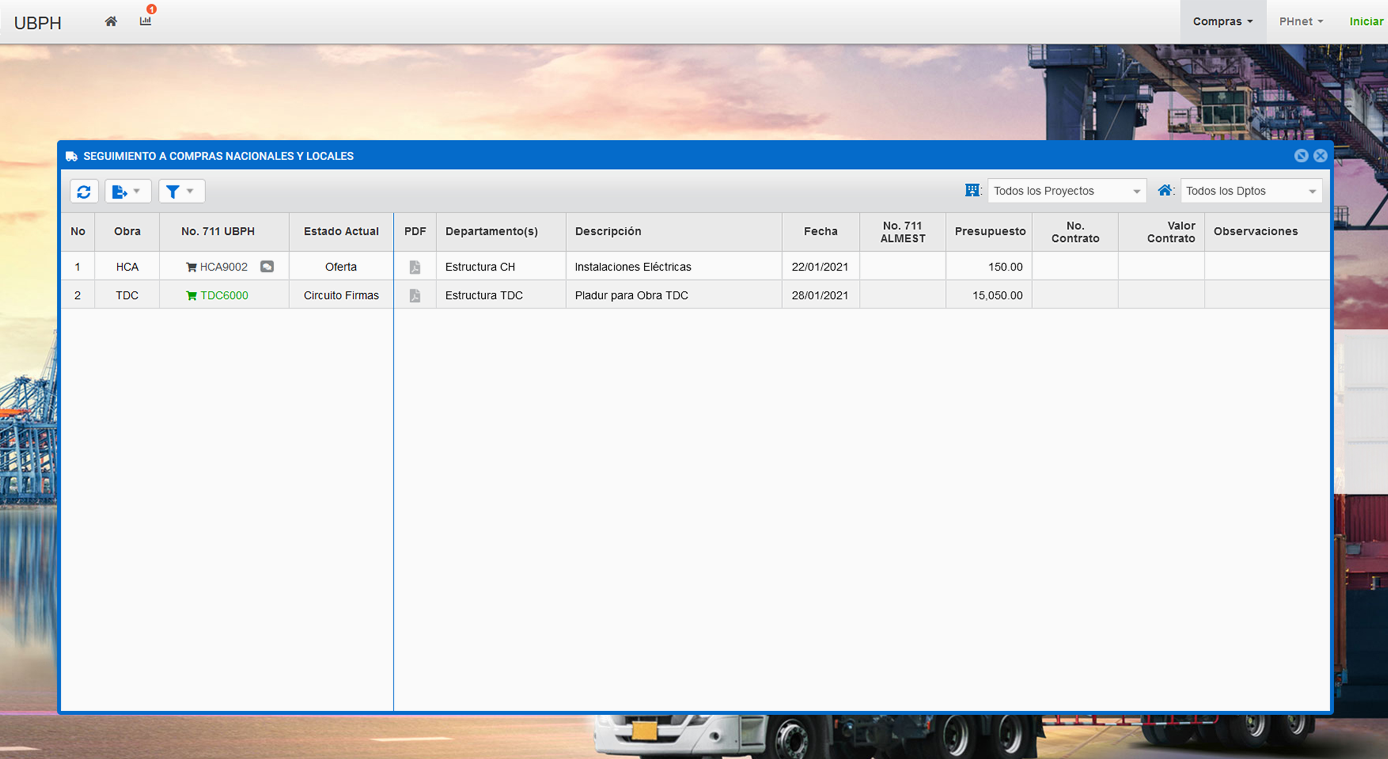 UBPH
1
Compras
PHnet
Iniciar
SEGUIMIENTO A COMPRAS NACIONALES Y LOCALES
Todos los Proyectos
Todos los Dptos
No Obra No. 711 UBPH Estado Actual PDF Departamento(s) Descripción Fecha No. 711 ALMEST Presupuesto No. Contrato Valor Contrato Observaciones
1 HCA HCA9002 Oferta Estructura CH Instalaciones Eléctricas 22/01/2021 150.00
2 TDC TDC6000 Circuito Firmas Estructura TDC Pladur para Obra TDC 28/01/2021 15,050.00